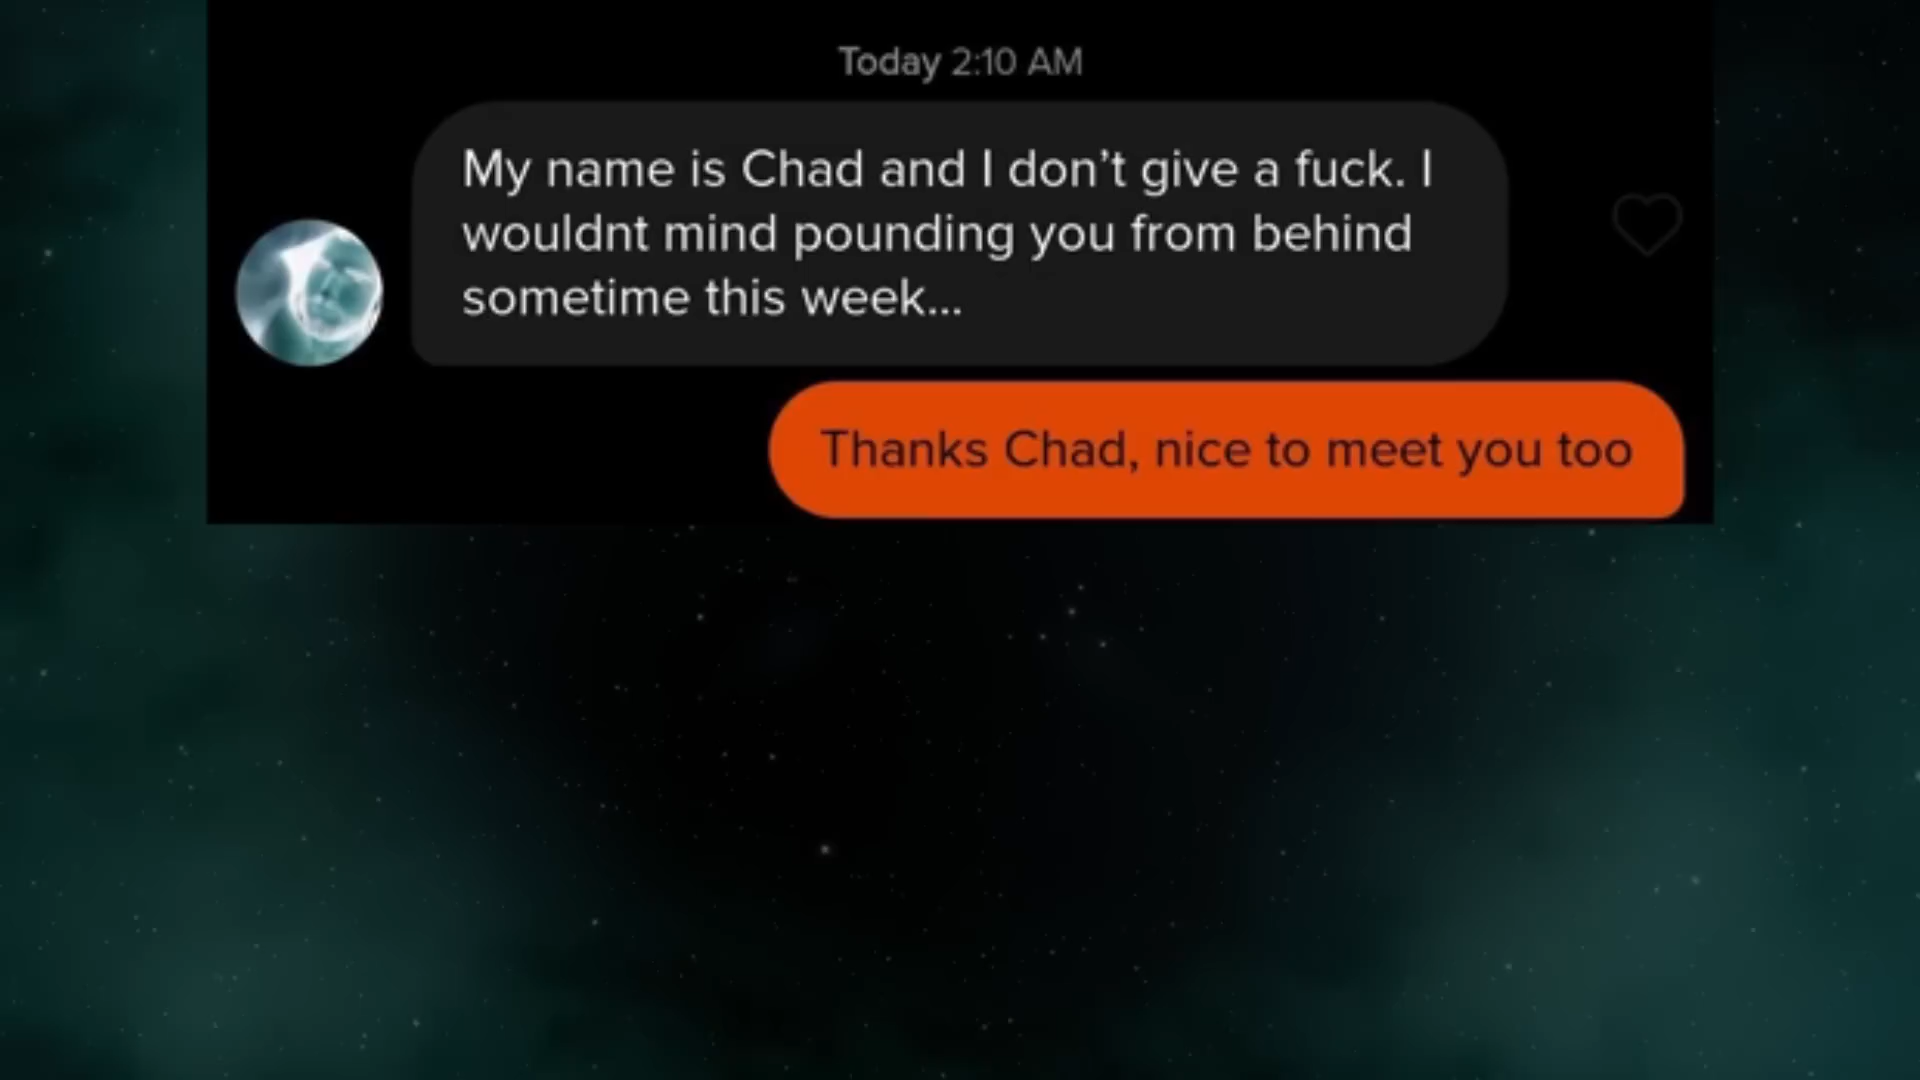 Today 2:10 AM
My name is Chad and I don’t give a fuck. I
wouldnt mind pounding you from behind
sometime this week...
Thanks Chad, nice to meet you too